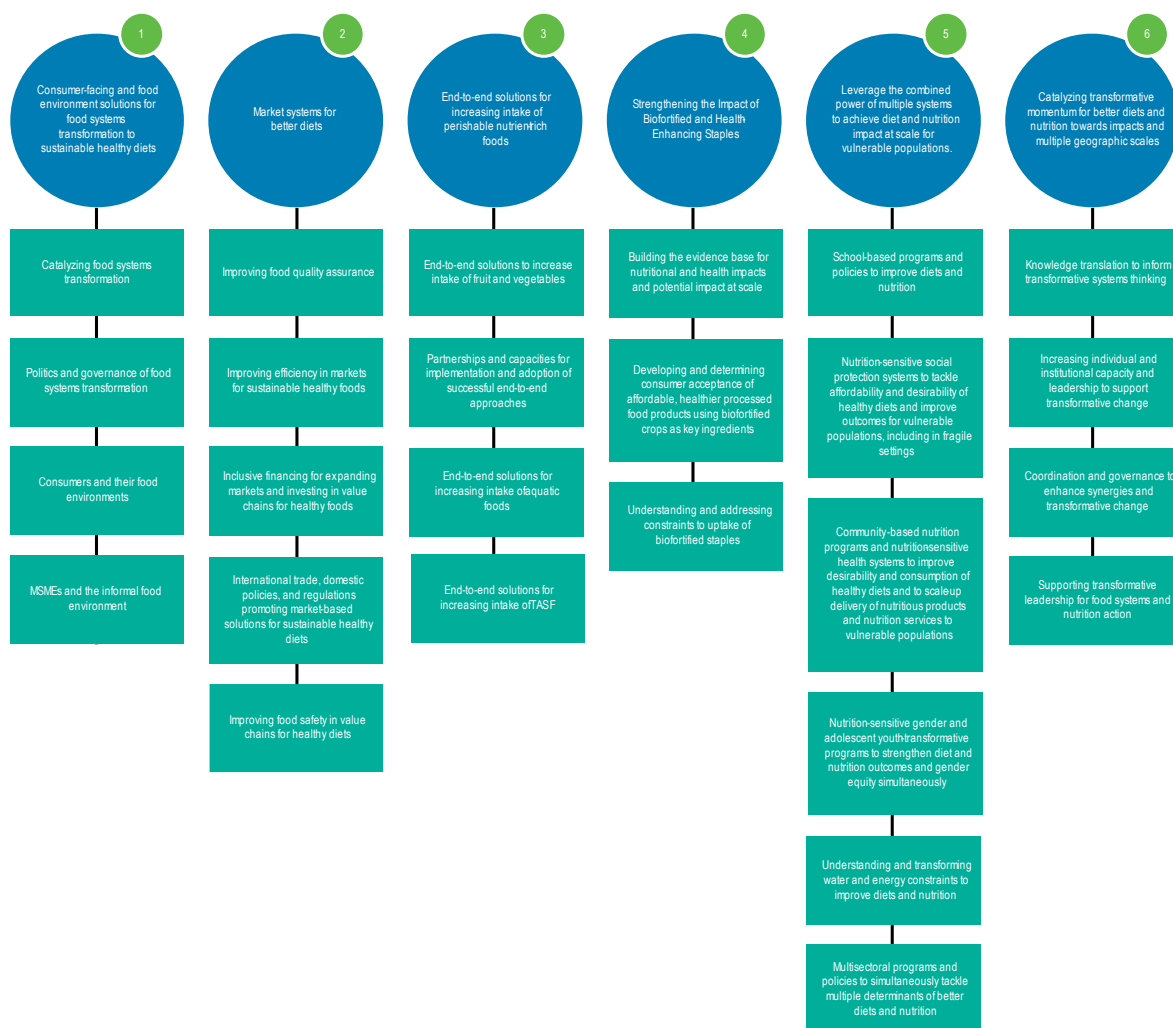 1
Consumer-facing and food
environment solutions for
food systems
transformation to
sustainable healthy diets
Catalyzing food systems
transformation
Politics and governance of food
systems transformation
Consumers and their food
environments
MSMEs and the informal food
environment
2
Market systems for
better diets
Improving food quality assurance
Improving efficiency in markets
for sustainable healthy foods
Inclusive financing for expanding
markets and investing in value
chains for healthy foods
International trade, domestic
policies, and regulations
promoting market-based
solutions for sustainable healthy
diets
Improving food safety in value
chains for healthy diets
3
End-to-end solutions for
increasing intake of
perishable nutrient-rich
foods
End-to-end solutions to increase
intake of fruit and vegetables
Partnerships and capacities for
implementation and adoption of
successful end-to-end
approaches
End-to-end solutions for
increasing intake ofaquatic
foods
End-to-end solutions for
increasing intake ofTASF
4
Strengthening the Impact of
Biofortified and Health-
Enhancing Staples
Building the evidence base for
nutritional and health impacts
and potential impact at scale
Developing and determining
consumer acceptance of
affordable, healthier processed
food products using biofortified
crops as key ingredients
Understanding and addressing
constraints to uptake of
biofortified staples
5
Leverage the combined
power of multiple systems
to achieve diet and nutrition
impact at scale for
vulnerable populations.
School-based programs and
policies to improve diets and
nutrition
Nutrition-sensitive social
protection systems to tackle
affordability and desirability of
healthy diets and improve
outcomes for vulnerable
populations, including in fragile
settings
Community-based nutrition
programs and nutritionsensitive
health systems to improve
desirability and consumption of
healthy diets and to scaleup
delivery of nutritious products
and nutrition services to
vulnerable populations
Nutrition-sensitive gender and
adolescent youth-transformative
programs to strengthen diet and
nutrition outcomes and gender
equity simultaneously
Understanding and transforming
water and energy constraints to
improve diets and nutrition
Multisectoral programs and
policies to simultaneously tackle
multiple determinants of better
diets and nutrition
6
Catalyzing transformative
momentum for better diets and
nutrition towards impacts and
multiple geographic scales
Knowledge translation to inform
transformative systems thinking
Increasing individual and
institutional capacity and
leadership to support
transformative change
Coordination and governance to
enhance synergies and
transformative change
Supporting transformative
leadership for food systems and
nutrition action